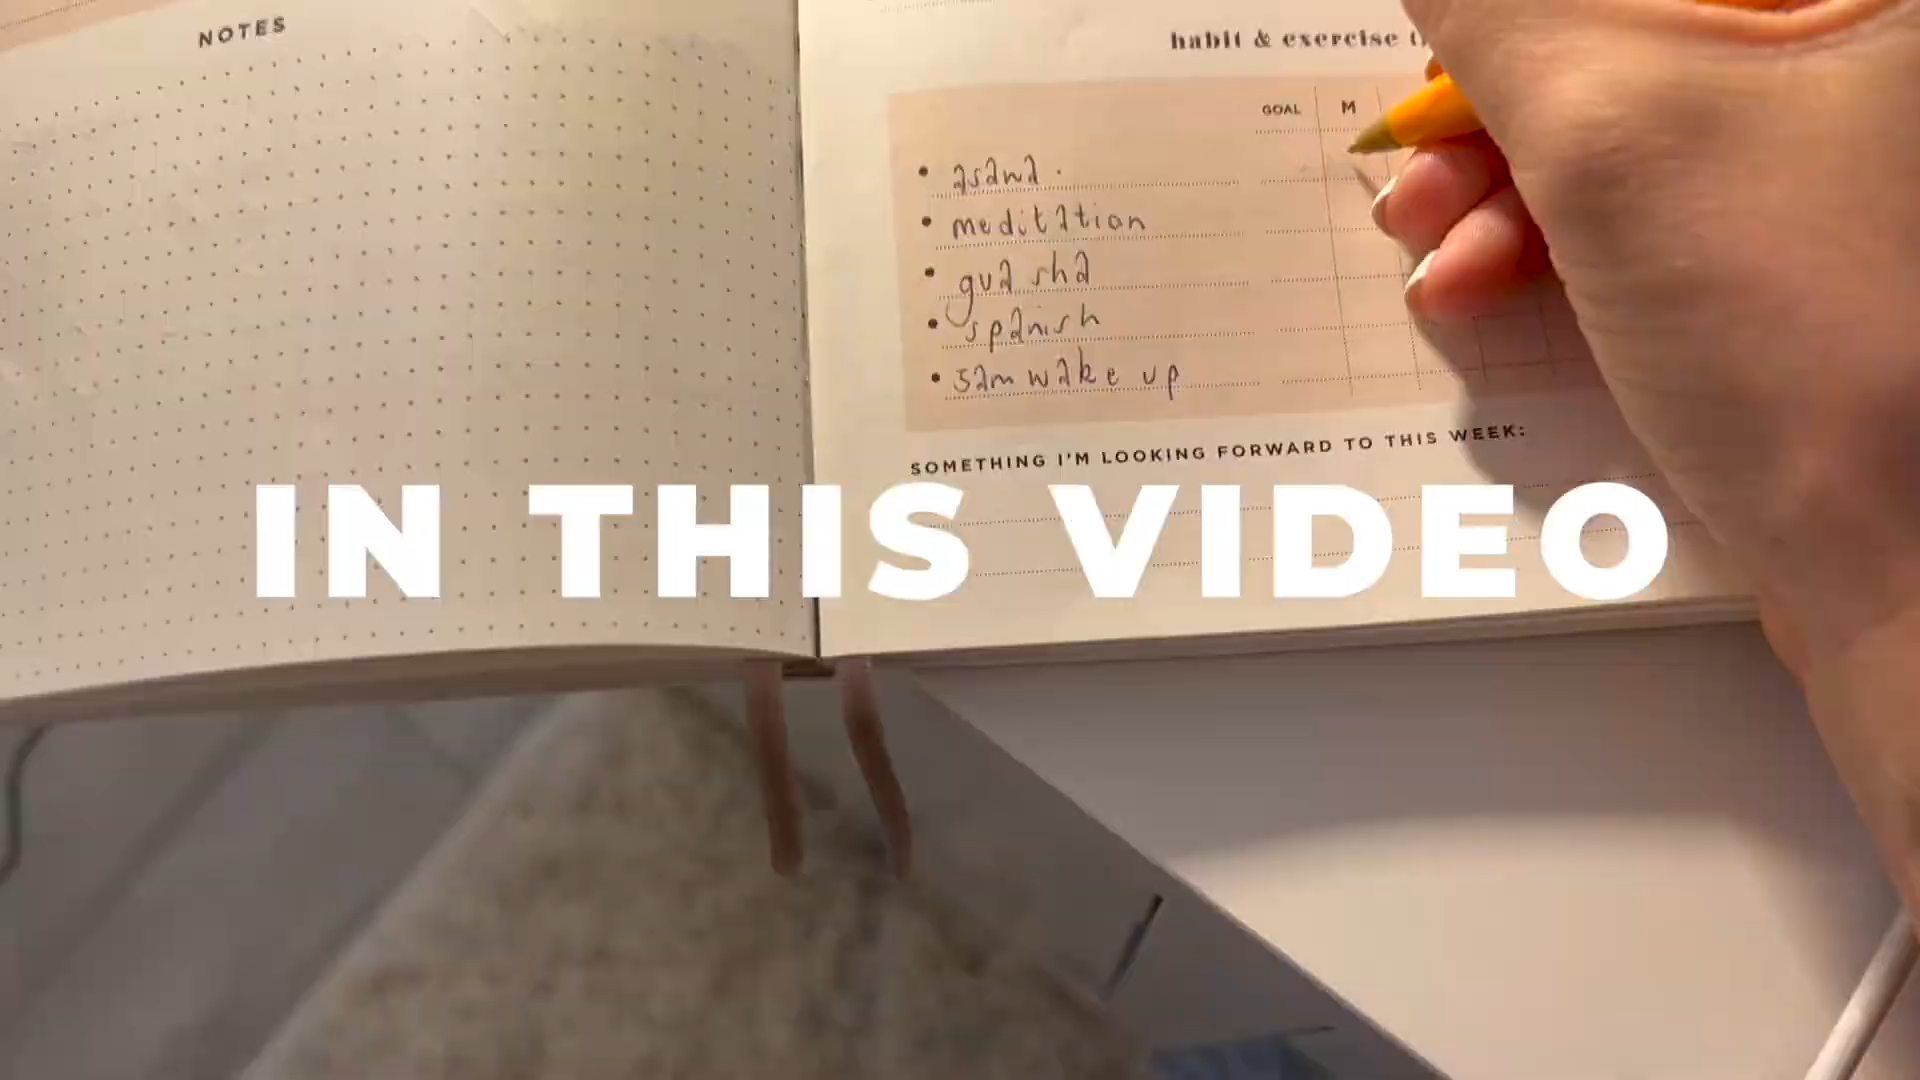 NOTES
habit & exercise
GOAL M
• asana.
• meditation
• gua sha
• spanish
• 5am wake up
SOMETHING I'M LOOKING FORWARD TO THIS WEEK:
IN THIS VIDEO